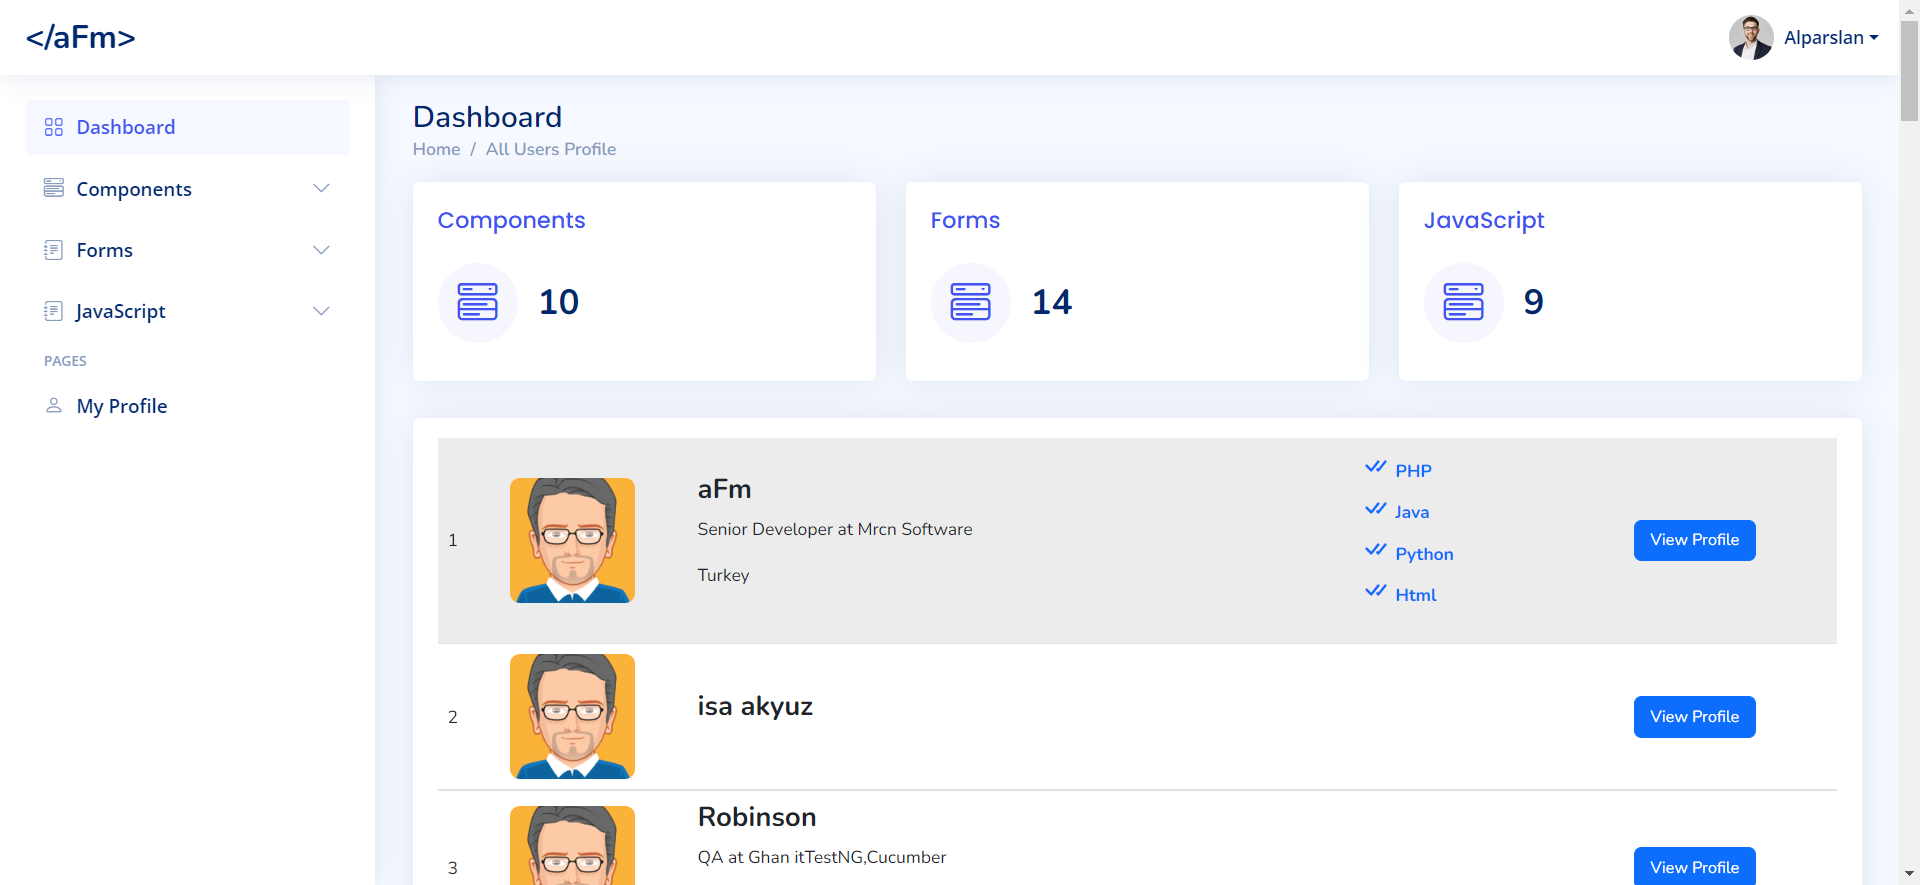 </aFm>
Alparslan
Dashboard
Components
Forms
JavaScript
PAGES
My Profile
Dashboard
Home / All Users Profile
Components
10
Forms
14
JavaScript
9
1
aFm
Senior Developer at Mrcn Software
Turkey
PHP
Java
Python
Html
View Profile
2
isa akyuz
View Profile
3
Robinson
QA at Ghan itTestNG,Cucumber
View Profile